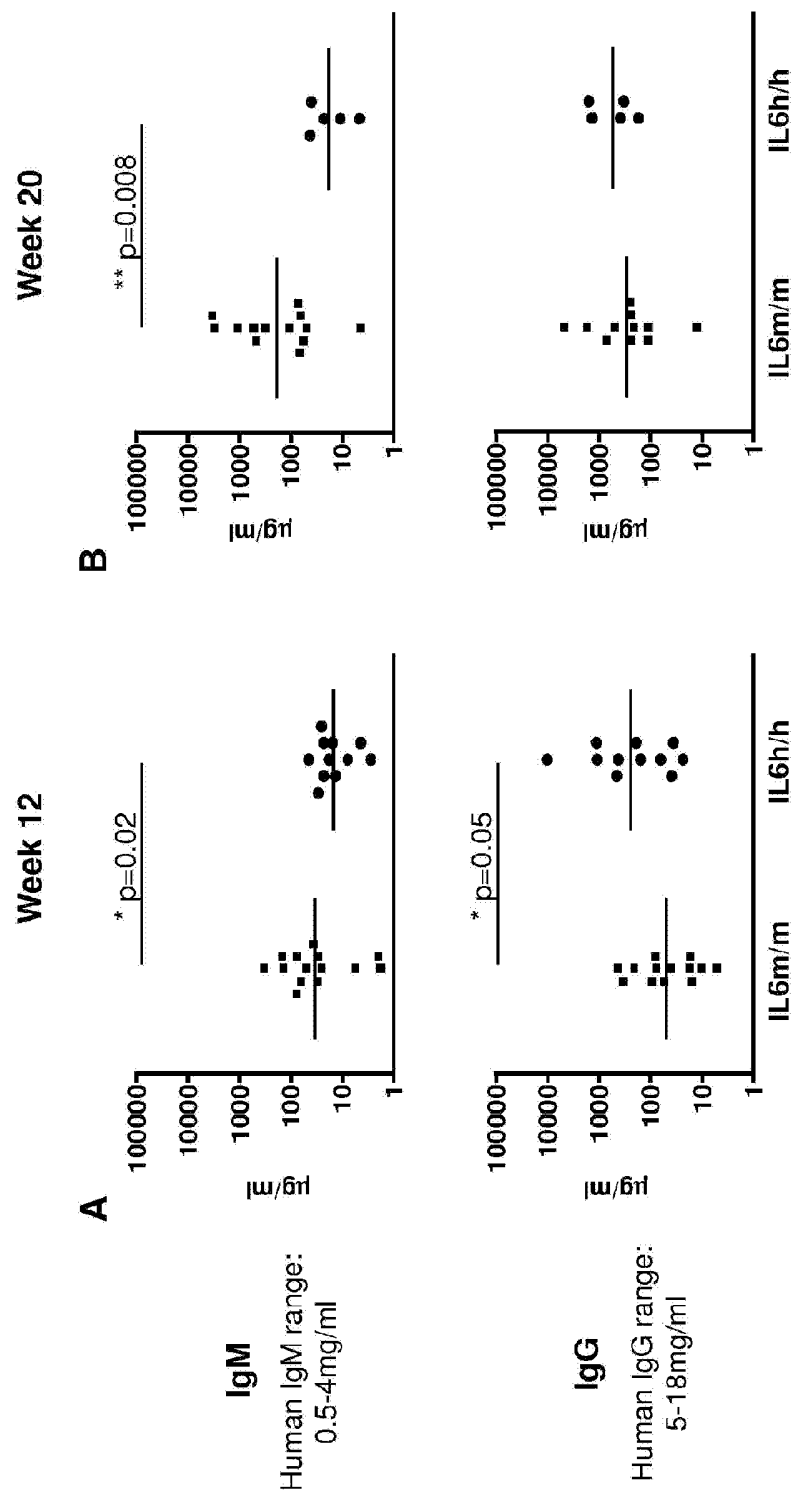 A
Week 12
B
Week 20
IgM
Human IgM range:
0.5-4mg/ml
µg/ml
100000
10000
1000
100
10
1
* p=0.02
µg/ml
100000
10000
1000
100
10
1
** p=0.008
IgG
Human IgG range:
5-18mg/ml
µg/ml
100000
10000
1000
100
10
1
* p=0.05
IL6m/m
IL6h/h
µg/ml
100000
10000
1000
100
10
1
IL6m/m
IL6h/h